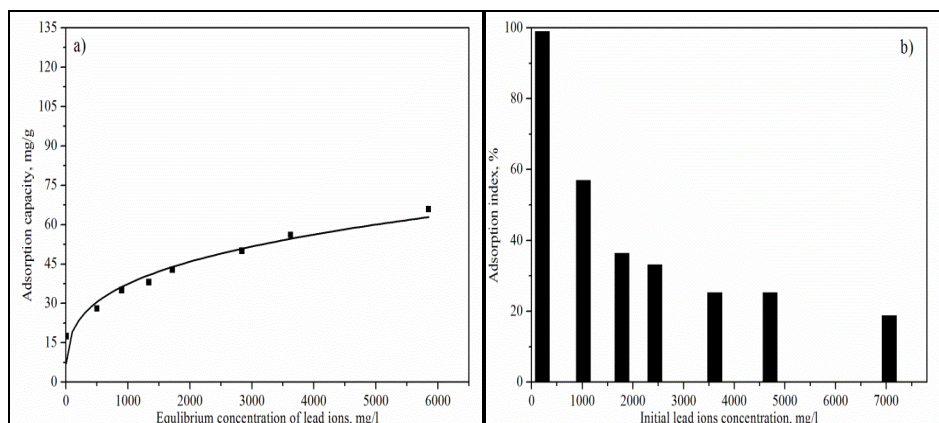 a)
135
120
105
90
75
60
45
30
15
0
Adsorption capacity, mg/g
0 1000 2000 3000 4000 5000 6000
Equlibrium concentration of lead ions, mg/l
b)
100
80
60
40
20
0
Adsorption index, %
0 1000 2000 3000 4000 5000 6000 7000
Initial lead ions concentration, mg/l